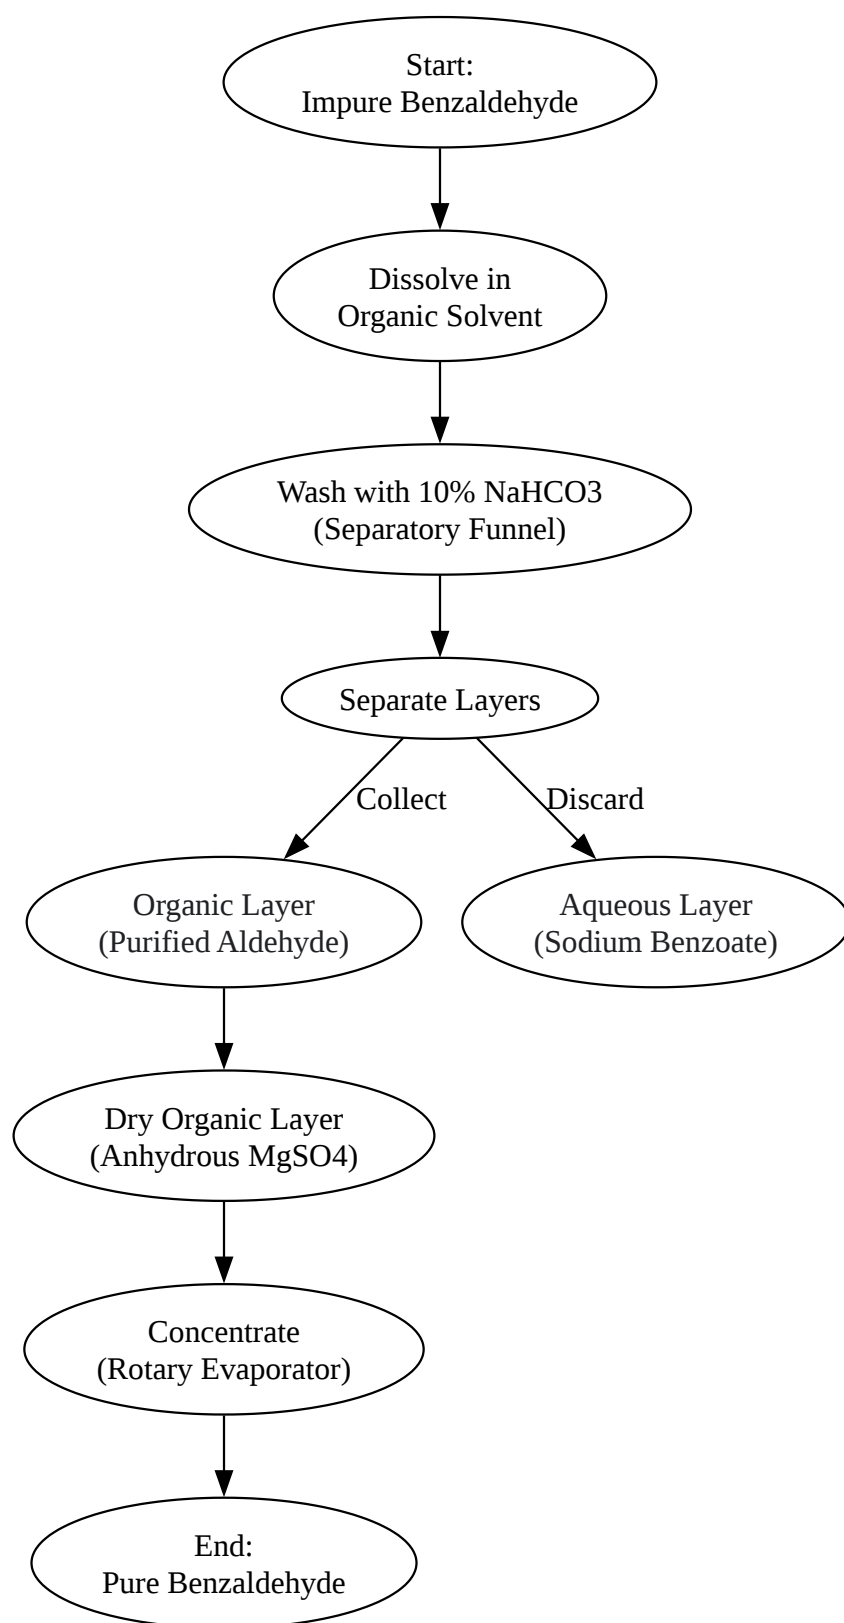 Start:
Impure Benzaldehyde
Dissolve in
Organic Solvent
Wash with 10% NaHCO3
(Separatory Funnel)
Separate Layers
Collect
Discard
Organic Layer
(Purified Aldehyde)
Aqueous Layer
(Sodium Benzoate)
Dry Organic Layer
(Anhydrous MgSO4)
Concentrate
(Rotary Evaporator)
End:
Pure Benzaldehyde